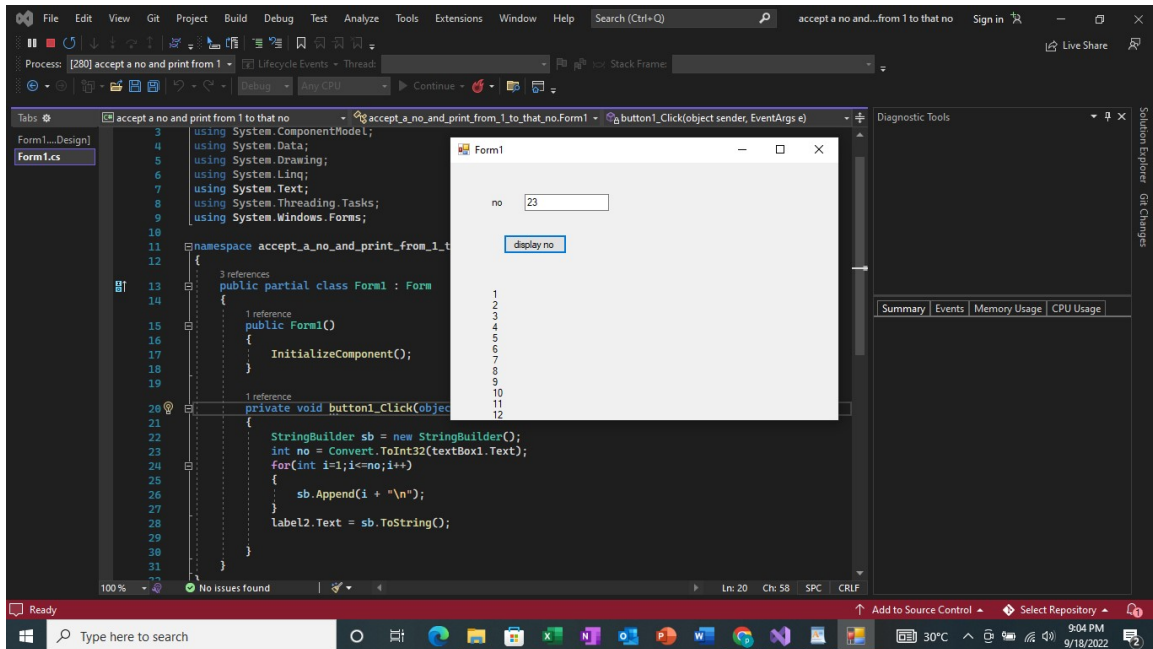 File Edit View Git Project Build Debug Test Analyze Tools Extensions Window Help Search (Ctrl+Q) accept a no and...from 1 to that no Sign in
Live Share
Process: [280] accept a no and print from 1 Lifecycle Events Thread: Stack Frame:
Debug Any CPU Continue
Tabs accept a no and print from 1 to that no accept_a_no_and_print_from_1_to_that_no.Form1 button1_Click(object sender, EventArgs e) Diagnostic Tools
Form1....Design]
Form1.cs
Solution Explorer
Git Changes
3 using System.ComponentModel;
4 using System.Data;
5 using System.Drawing;
6 using System.Linq;
7 using System.Text;
8 using System.Threading.Tasks;
9 using System.Windows.Forms;
10
11 namespace accept_a_no_and_print_from_1_t
12 {
3 references
13 public partial class Form1 : Form
14 {
1 reference
15 public Form1()
16 {
17 InitializeComponent();
18 }
19
1 reference
20 private void button1_Click(objec
21 {
22 StringBuilder sb = new StringBuilder();
23 int no = Convert.ToInt32(textBox1.Text);
24 for(int i=1;i<=no;i++)
25 {
26 sb.Append(i + "\n");
27 }
28 label2.Text = sb.ToString();
29
30 }
31 }
Form1
no 23
display no
1
2
3
4
5
6
7
8
9
10
11
12
Summary Events Memory Usage CPU Usage
100 % No issues found Ln: 20 Ch: 58 SPC CRLF
Ready Add to Source Control Select Repository 1
Type here to search 30°C 9:04 PM
9/18/2022 2